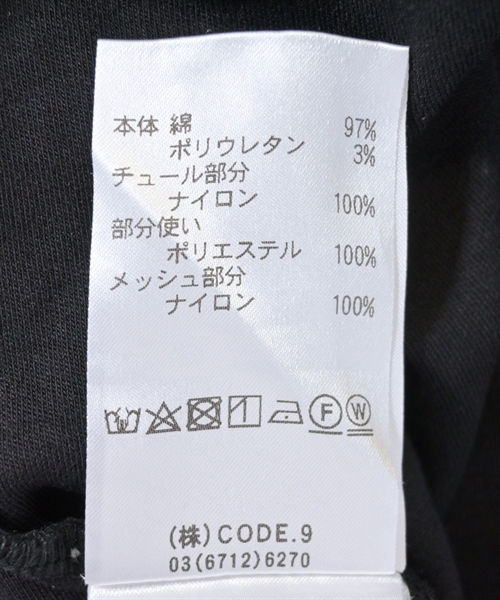 本体 綿 97%
ポリウレタン 3%
チュール部分
ナイロン 100%
部分使い
ポリエステル 100%
メッシュ部分
ナイロン 100%
F W
(株)CODE.9
03(6712)6270